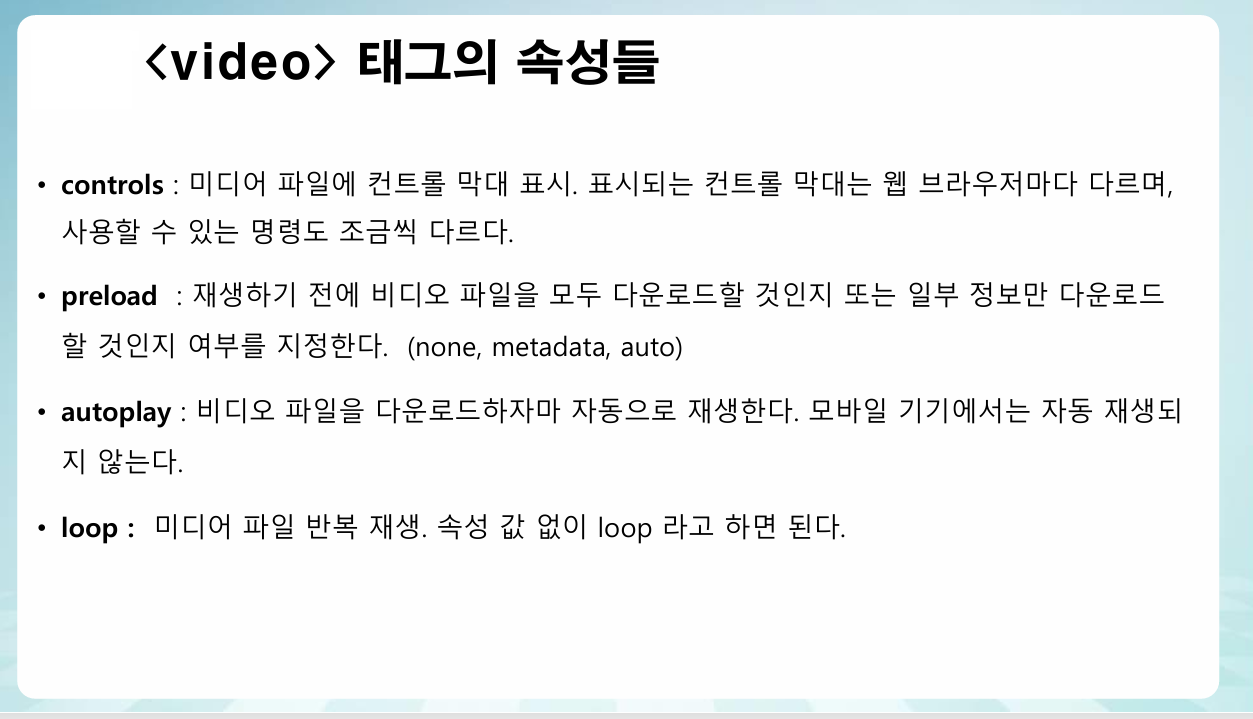 <video> 태그의 속성들
• controls : 미디어 파일에 컨트롤 막대 표시. 표시되는 컨트롤 막대는 웹 브라우저마다 다르며,
사용할 수 있는 명령도 조금씩 다르다.
• preload : 재생하기 전에 비디오 파일을 모두 다운로드할 것인지 또는 일부 정보만 다운로드
할 것인지 여부를 지정한다. (none, metadata, auto)
• autoplay : 비디오 파일을 다운로드하자마 자동으로 재생한다. 모바일 기기에서는 자동 재생되
지 않는다.
• loop : 미디어 파일 반복 재생. 속성 값 없이 loop 라고 하면 된다.